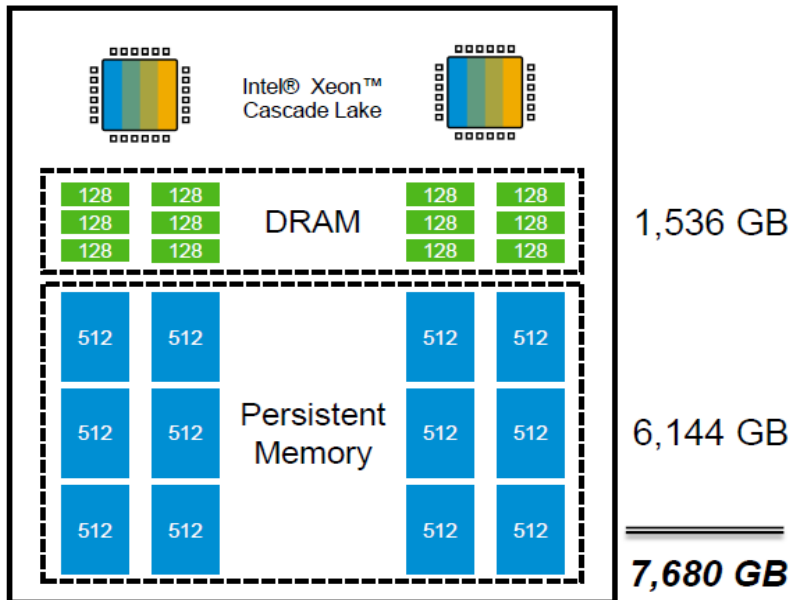 Intel® Xeon™
Cascade Lake
128 128 128 128
128 128 DRAM 128 128 1,536 GB
128 128 128 128
512 512 512 512
512 512 Persistent
Memory 512 512 6,144 GB
512 512 512 512
7,680 GB